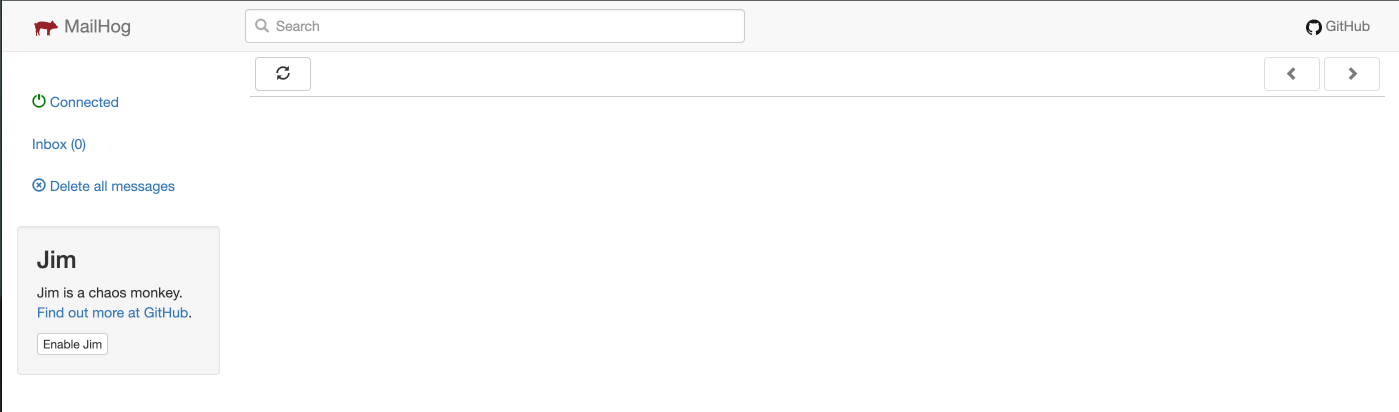 MailHog
Search
GitHub
Connected
Inbox (0)
Delete all messages
Jim
Jim is a chaos monkey.
Find out more at GitHub.
Enable Jim